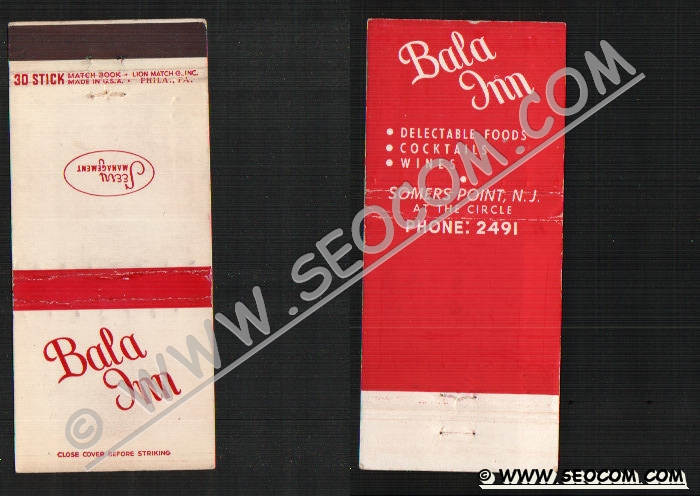 30 STICK MATCH BOOK • LION MATCH CO., INC.
MADE IN U.S.A. • PHILA., PA.
MANAGEMENT
Bala
Inn
CLOSE COVER BEFORE STRIKING
Bala
Inn
• DELECTABLE FOODS
• COCKTAILS
• WINES
SOMERS POINT, N.J.
AT THE CIRCLE
PHONE: 2491
© WWW.SEOCOM.COM
© WWW.SEOCOM.COM